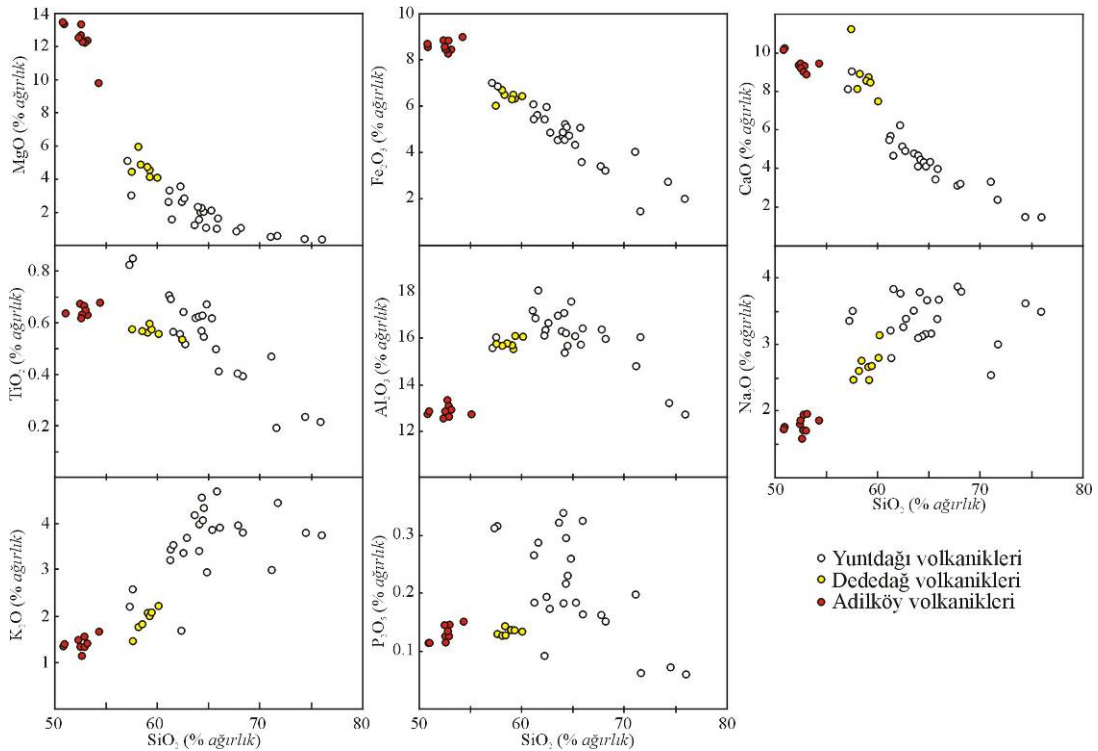 14
12
10
8
6
4
2
MgO (% ağırlık)
10
8
6
4
2
Fe₂O₃ (% ağırlık)
10
8
6
4
2
CaO (% ağırlık)
0.8
0.6
0.4
0.2
TiO₂ (% ağırlık)
18
16
14
12
Al₂O₃ (% ağırlık)
4
3
2
Na₂O (% ağırlık)
50 60 70 80
SiO₂ (% ağırlık)
4
3
2
1
K₂O (% ağırlık)
50 60 70 80
SiO₂ (% ağırlık)
0.3
0.2
0.1
P₂O₅ (% ağırlık)
50 60 70 80
SiO₂ (% ağırlık)
Yuntdağı volkanikleri
Dededağ volkanikleri
Adilköy volkanikleri